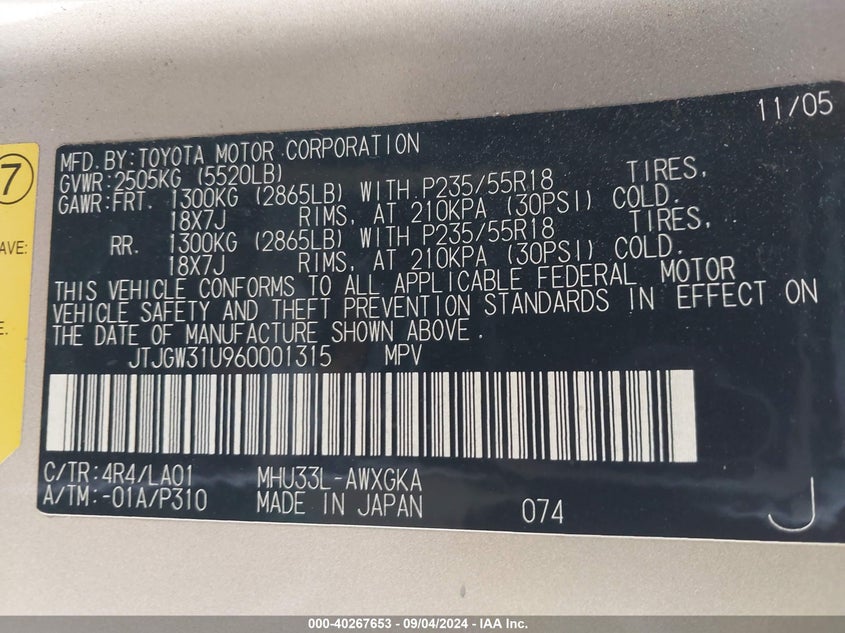 11/05
MFD. BY: TOYOTA MOTOR CORPORATION
GVWR: 2505KG (5520LB)
GAWR: FRT. 1300KG (2865LB) WITH P235/55R18 TIRES,
18X7J RIMS, AT 210KPA (30PSI) COLD.
RR. 1300KG (2865LB) WITH P235/55R18 TIRES,
18X7J RIMS, AT 210KPA (30PSI) COLD.
THIS VEHICLE CONFORMS TO ALL APPLICABLE FEDERAL MOTOR
VEHICLE SAFETY AND THEFT PREVENTION STANDARDS IN EFFECT ON
THE DATE OF MANUFACTURE SHOWN ABOVE.
JTJGW31U960001315 MPV
C/TR: 4R4/LA01 MHU33L-AWXGKA
A/TM: -01A/P310 MADE IN JAPAN 074 J
7
AVE:
E.
000-40267653 - 09/04/2024 - IAA Inc.